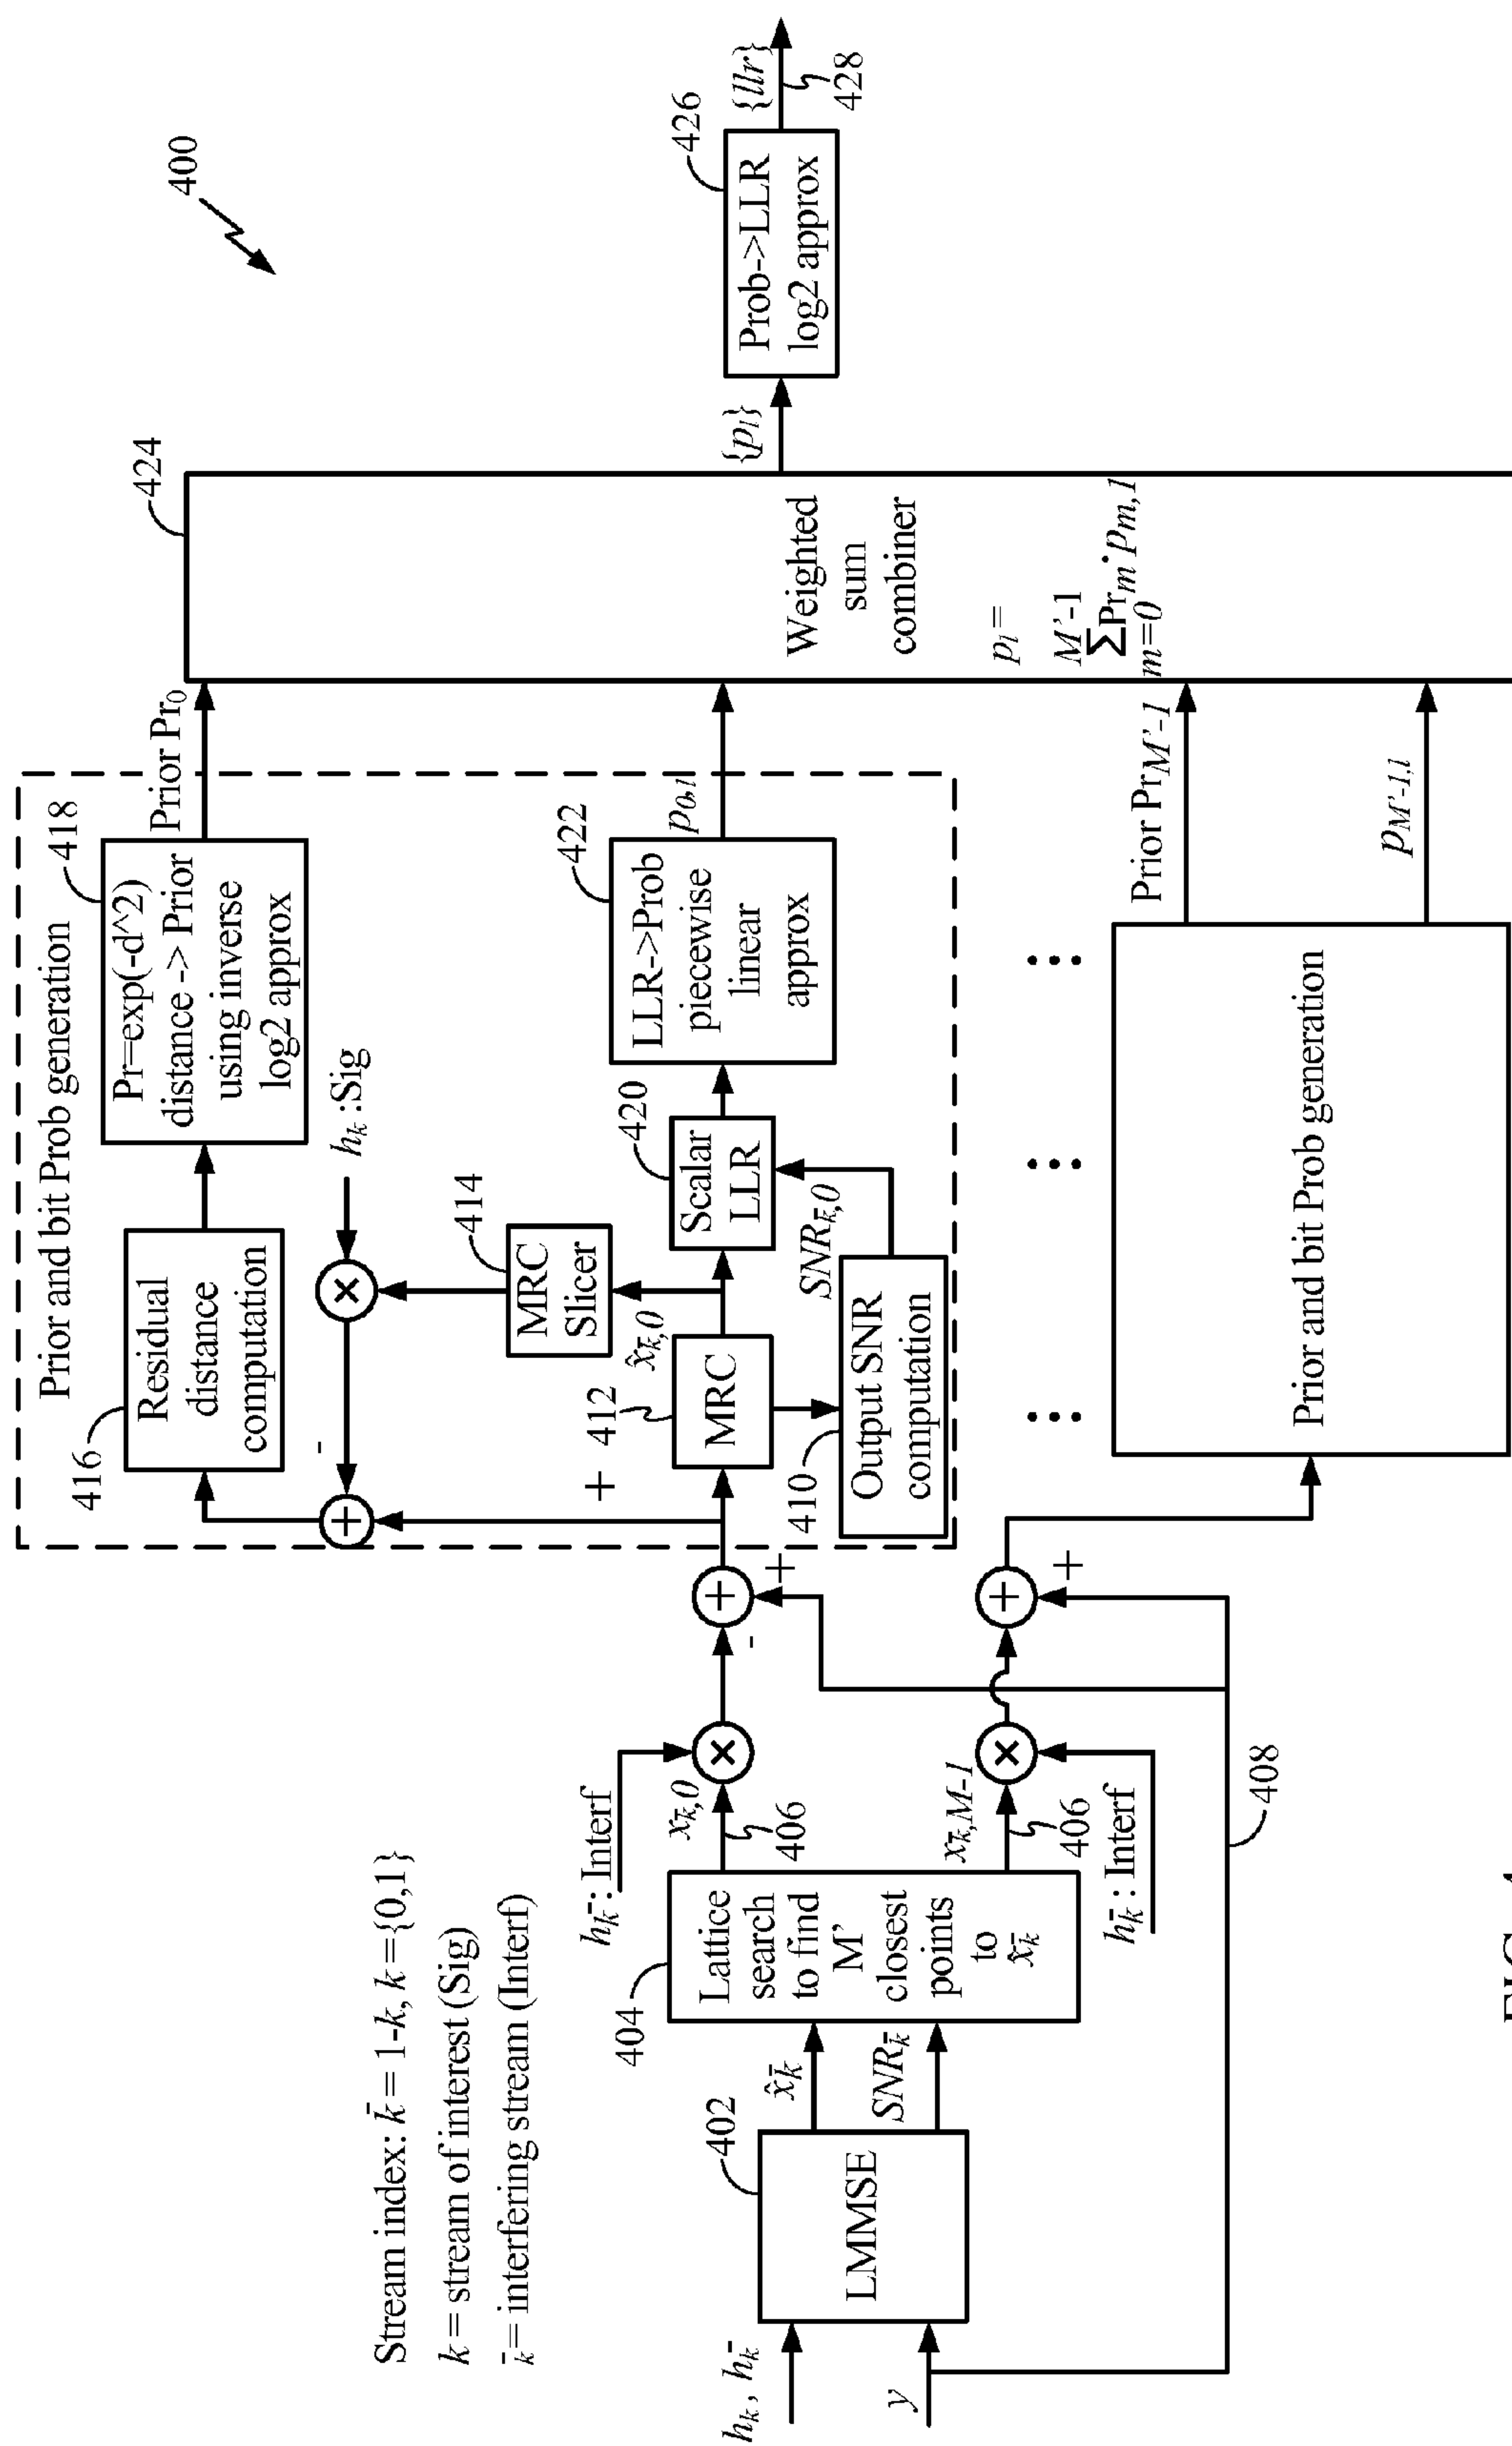 400
Stream index: k̄ = 1-k, k = {0,1}
k = stream of interest (Sig)
k̄ = interfering stream (Interf)
h_k , h_k̄
y
402
LMMSE
x̂_k̄
SNR_k̄
404
Lattice
search
to find
M'
closest
points
to
x̂_k̄
h_k̄ : Interf
x_k̄,0
406
×
-
+
+
x_k̄,M-1
406
×
h_k̄ : Interf
+
+
408
Prior and bit Prob generation
416
Residual
distance
computation
-
+
+
×
h_k :Sig
418
Pr=exp(-d^2)
distance -> Prior
using inverse
log2 approx
Prior Pr_0
412
MRC
x̂_k̄,0
414
MRC
Slicer
410
Output SNR
computation
SNR_k̄,0
420
Scalar
LLR
422
LLR->Prob
piecewise
linear
approx
p_0,l
...
...
...
Prior and bit Prob generation
Prior Pr_M'-1
p_M'-1,l
424
Weighted
sum
combiner
p_l =
M'-1
ΣPr_m·p_m,1
m=0
{p_l}
426
Prob->LLR
log2 approx
{llr}
428